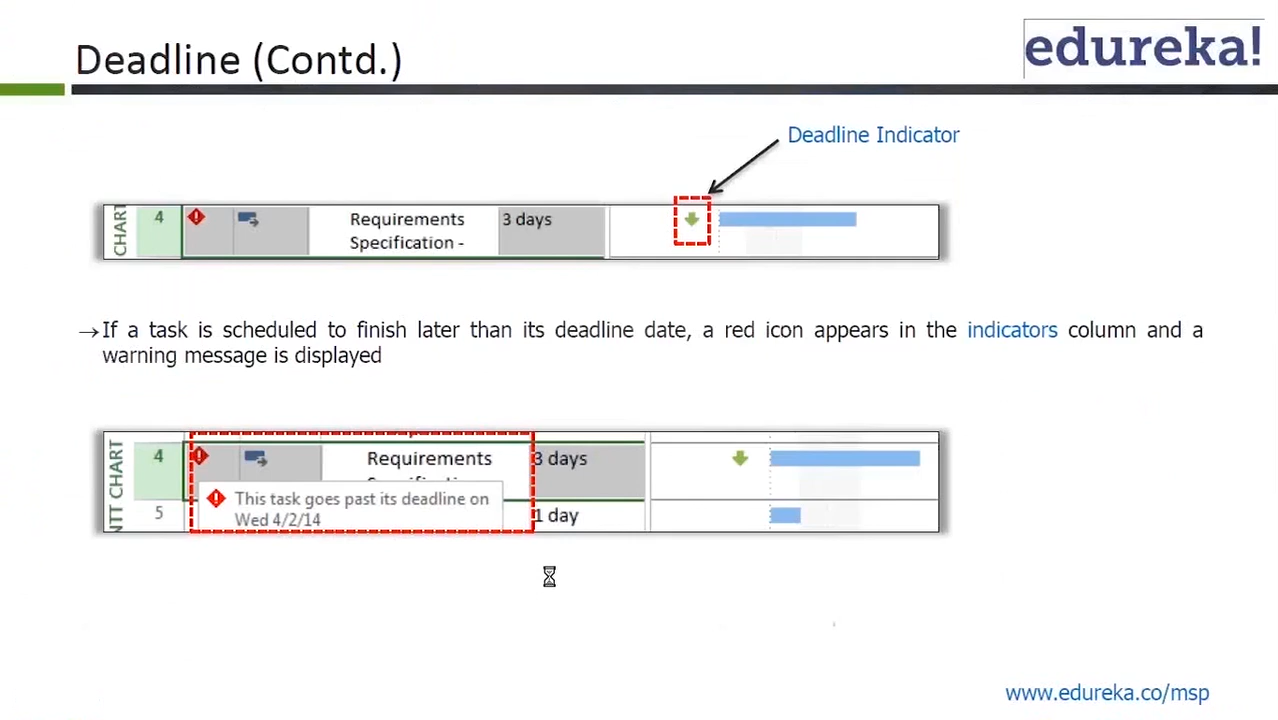 Deadline (Contd.)
edureka!
Deadline Indicator
CHART
4
Requirements
3 days
Specification -
→If a task is scheduled to finish later than its deadline date, a red icon appears in the indicators column and a
warning message is displayed
NTT CHART
4
Requirements
3 days
This task goes past its deadline on
Wed 4/2/14
5
1 day
www.edureka.co/msp